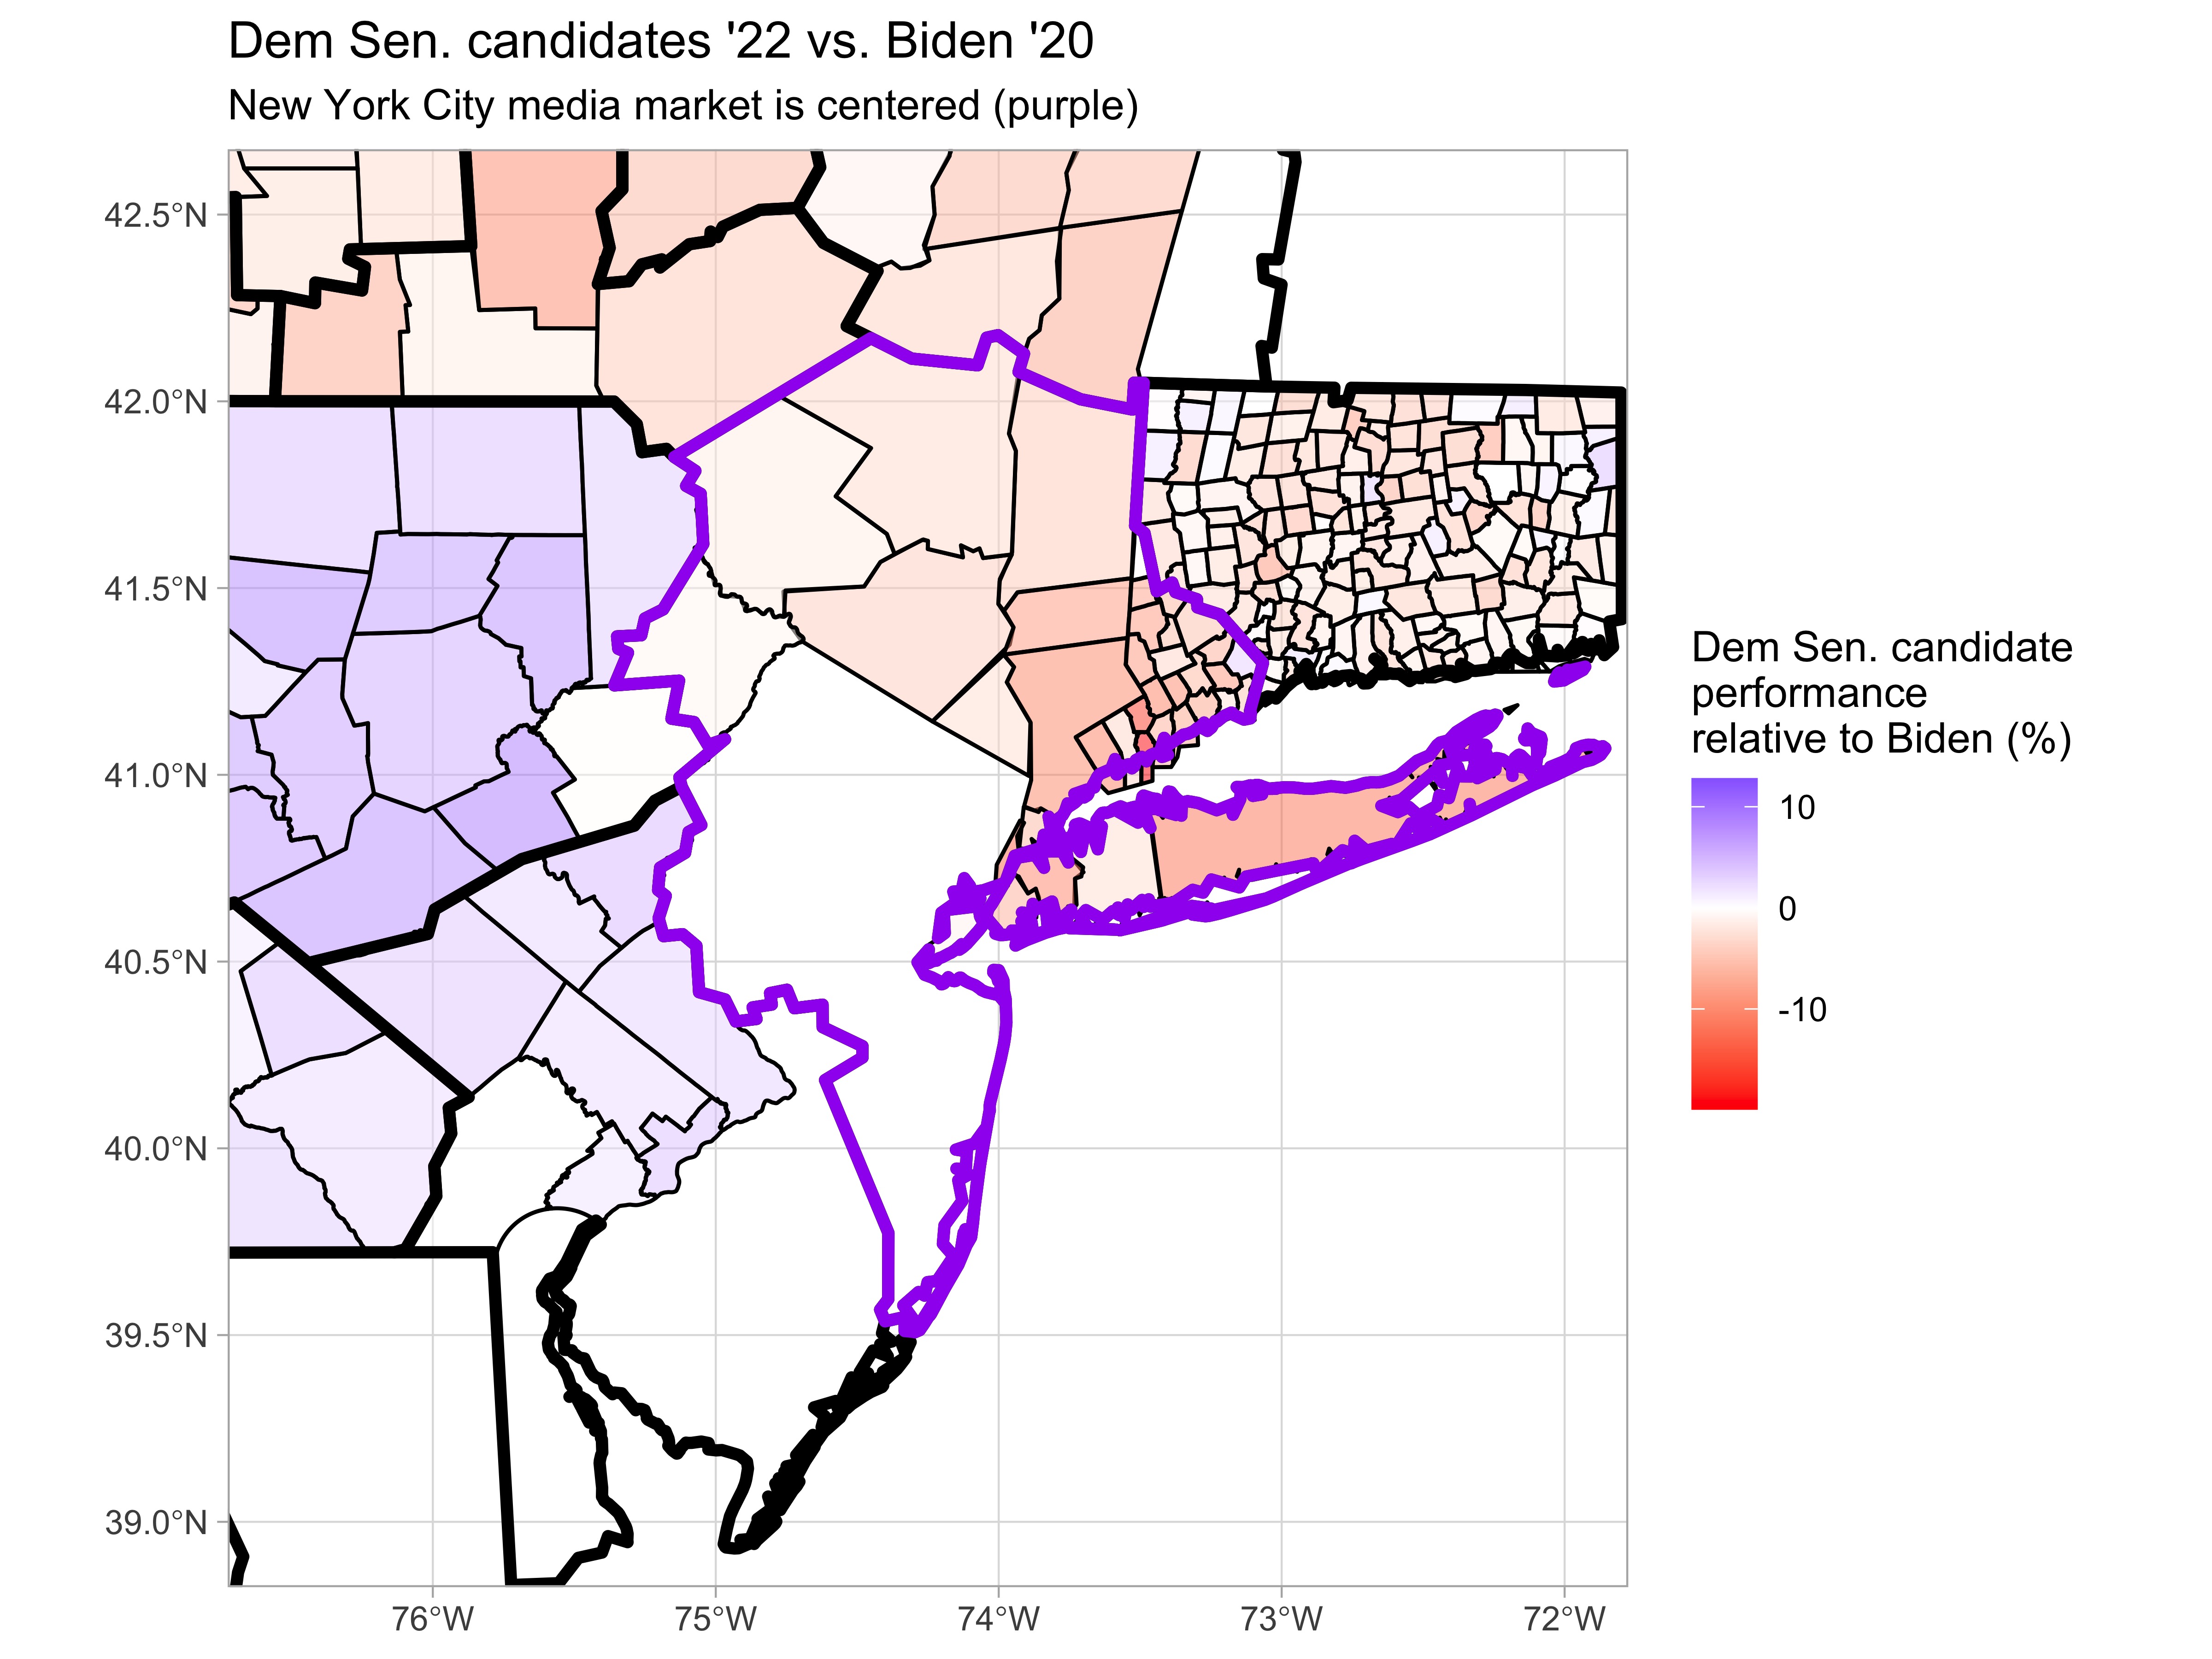 Dem Sen. candidates '22 vs. Biden '20
New York City media market is centered (purple)
42.5°N
42.0°N
41.5°N
41.0°N
40.5°N
40.0°N
39.5°N
39.0°N
76°W
75°W
74°W
73°W
72°W
Dem Sen. candidate
performance
relative to Biden (%)
10
0
-10